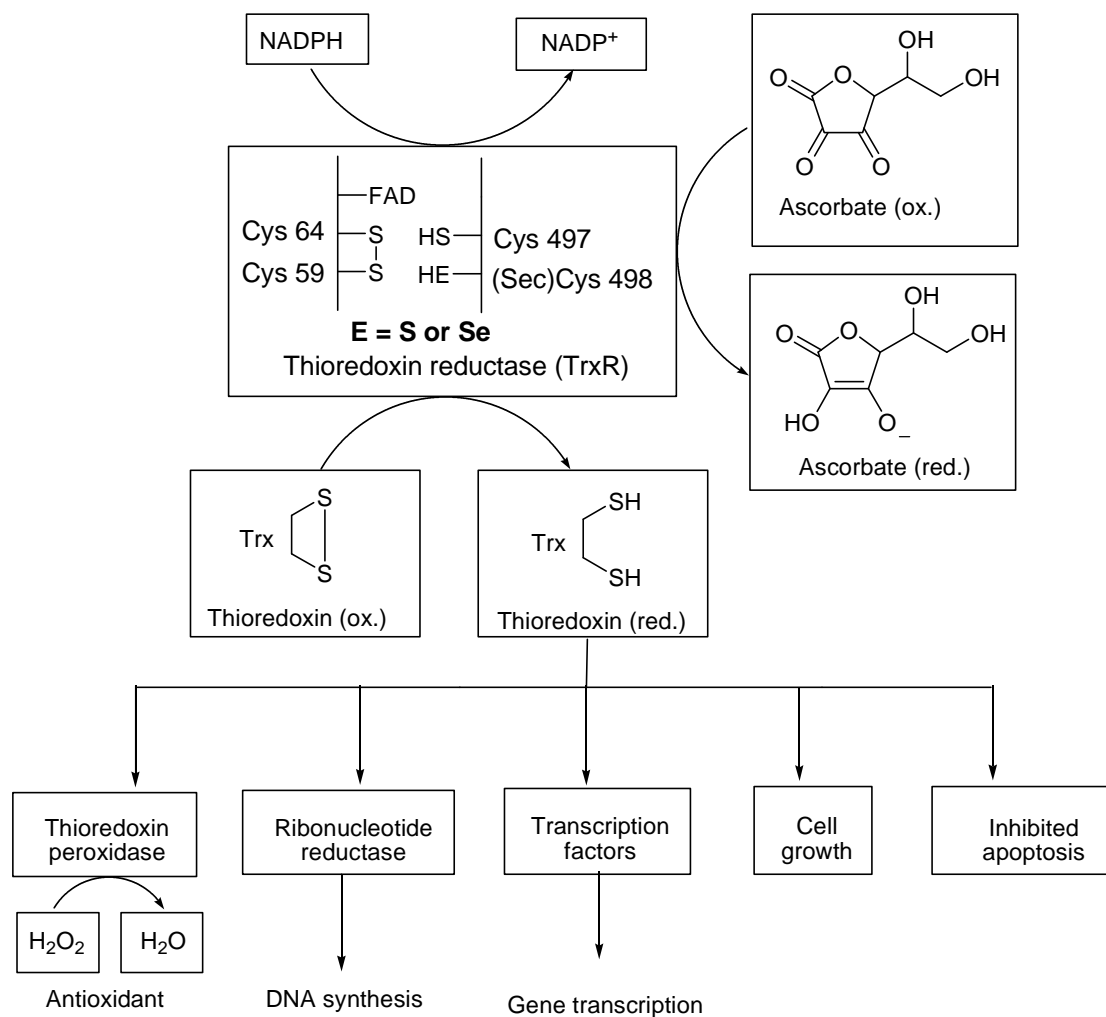 NADPH
NADP+
OH
O
O
OH
O
O
Ascorbate (ox.)
FAD
Cys 64
S
HS
Cys 497
Cys 59
S
HE
(Sec)Cys 498
E = S or Se
Thioredoxin reductase (TrxR)
OH
O
O
OH
HO
O
–
Ascorbate (red.)
S
Trx
S
Thioredoxin (ox.)
SH
Trx
SH
Thioredoxin (red.)
Thioredoxin
peroxidase
Ribonucleotide
reductase
Transcription
factors
Cell
growth
Inhibited
apoptosis
H2O2
H2O
Antioxidant
DNA synthesis
Gene transcription